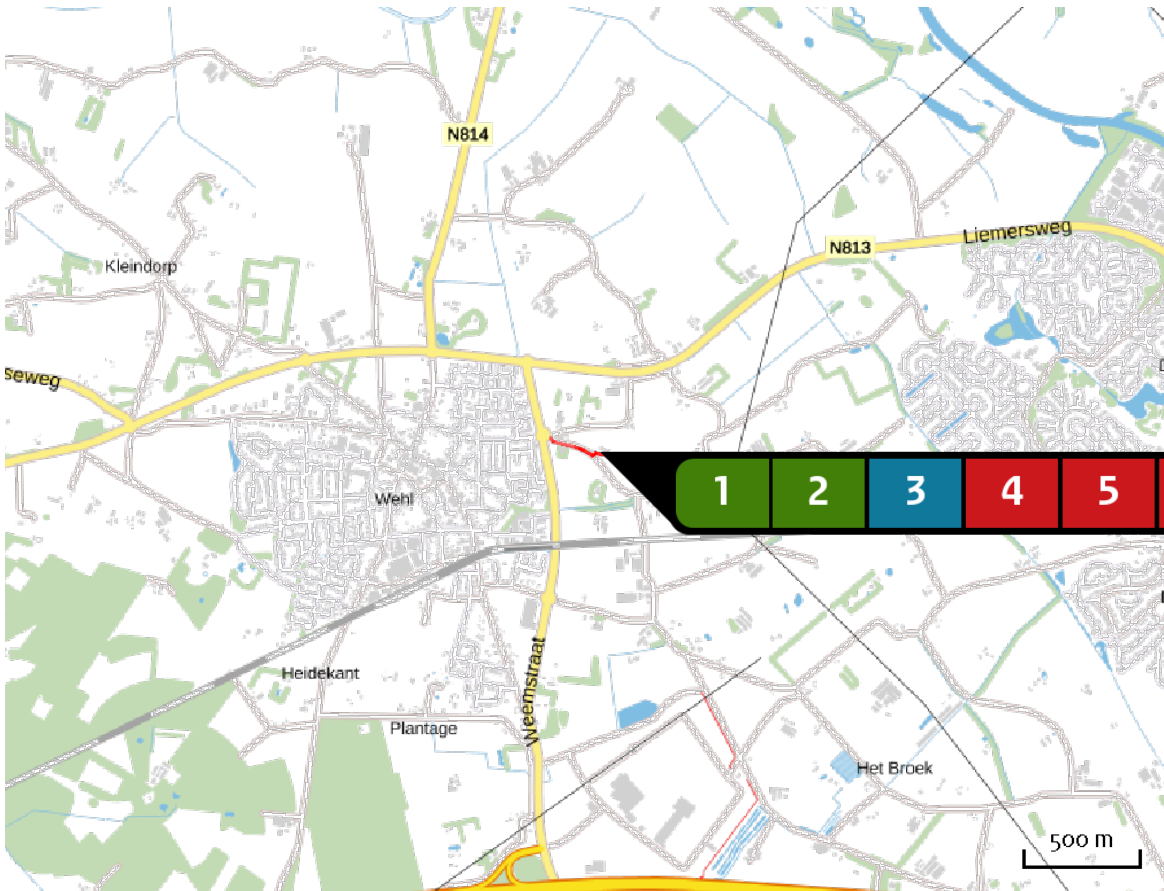 N814
Liemersweg
N813
Kleindorp
seweg
1 2 3 4 5
Wehl
Heidekant
Weemstraat
Plantage
Het Broek
500 m